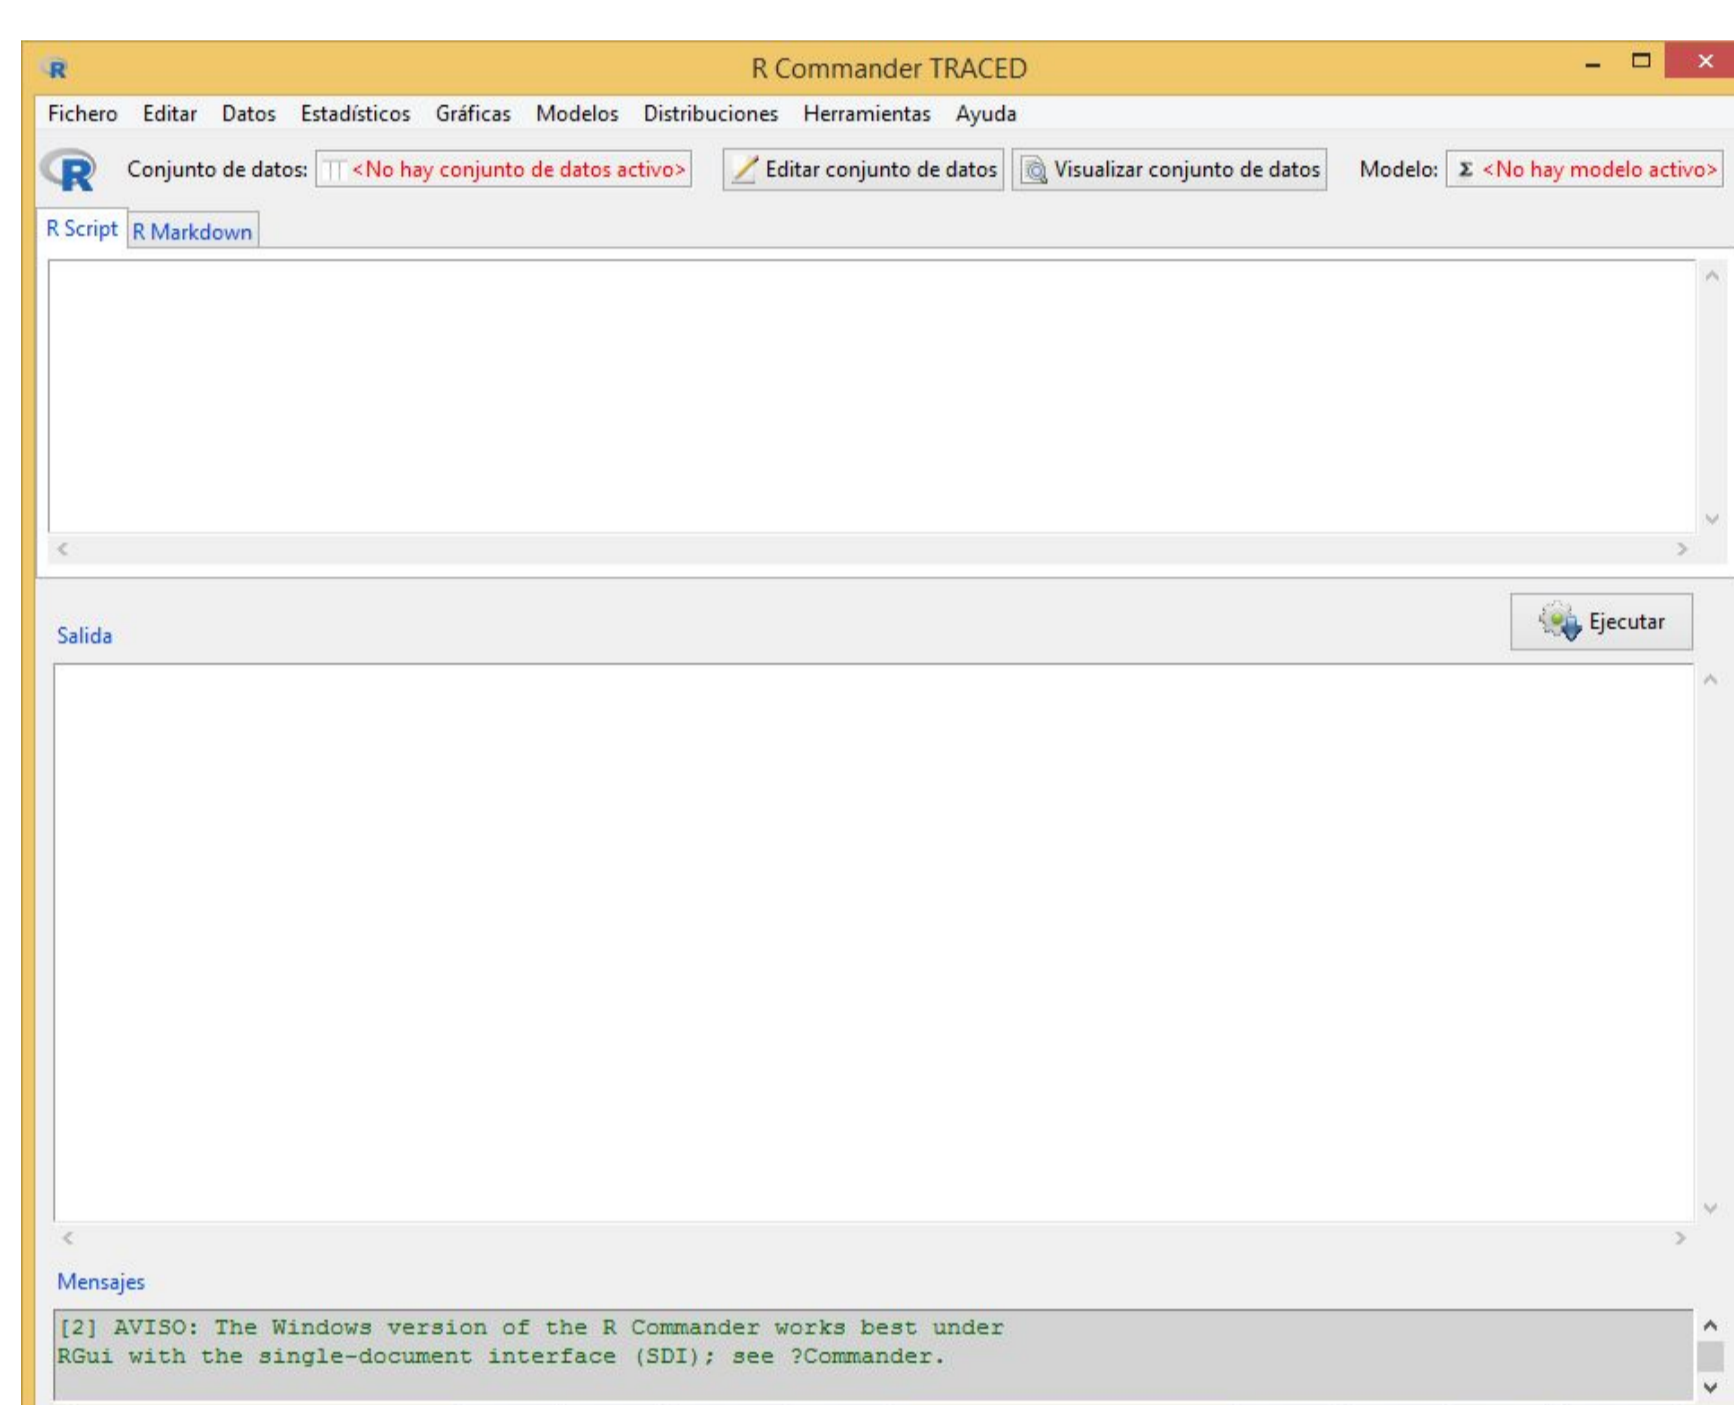 R Commander TRACED
Fichero Editar Datos Estadísticos Gráficas Modelos Distribuciones Herramientas Ayuda
R Conjunto de datos: <No hay conjunto de datos activo> Editar conjunto de datos Visualizar conjunto de datos Modelo: Σ <No hay modelo activo>
R Script R Markdown
Ejecutar
Salida
Mensajes
[2] AVISO: The Windows version of the R Commander works best under
RGui with the single-document interface (SDI); see ?Commander.